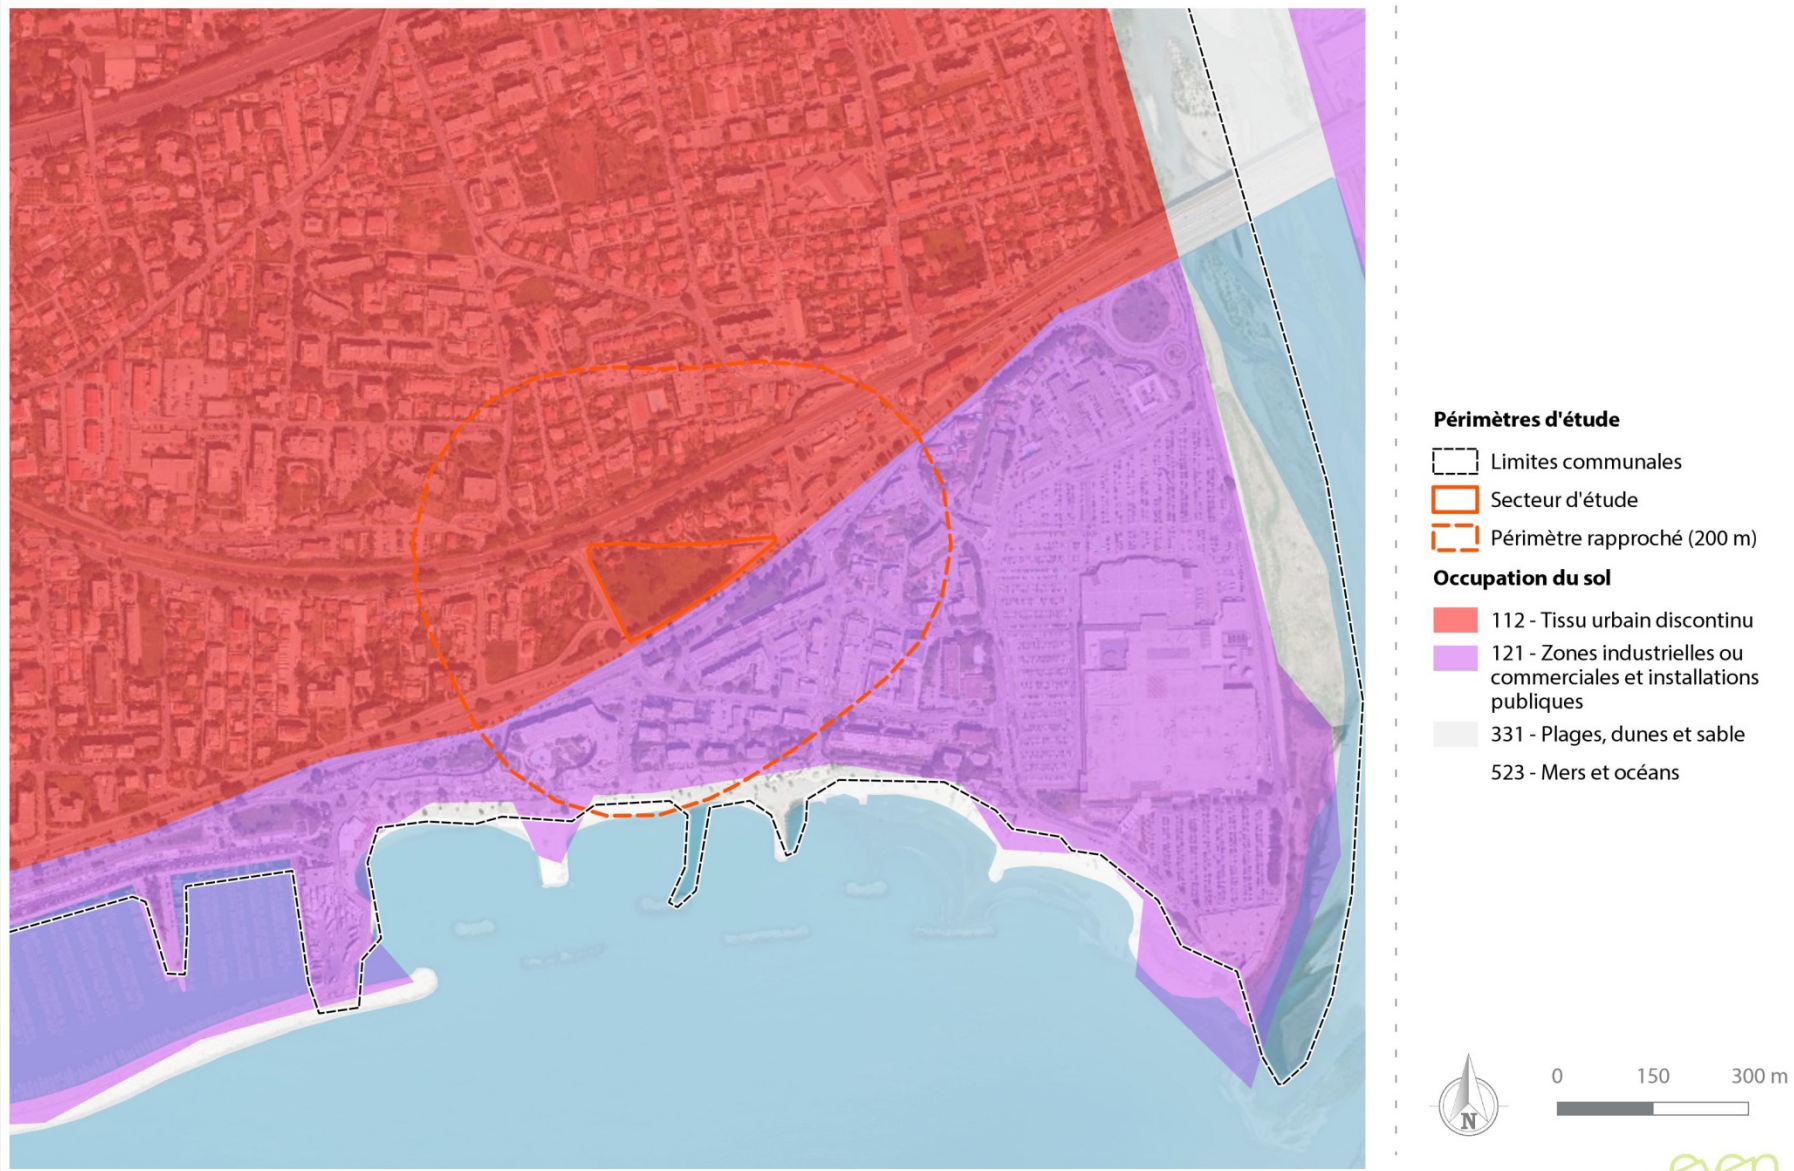 Périmètres d'étude
Limites communales
Secteur d'étude
Périmètre rapproché (200 m)
Occupation du sol
112 - Tissu urbain discontinu
121 - Zones industrielles ou
commerciales et installations
publiques
331 - Plages, dunes et sable
523 - Mers et océans
0 150 300 m
N
even